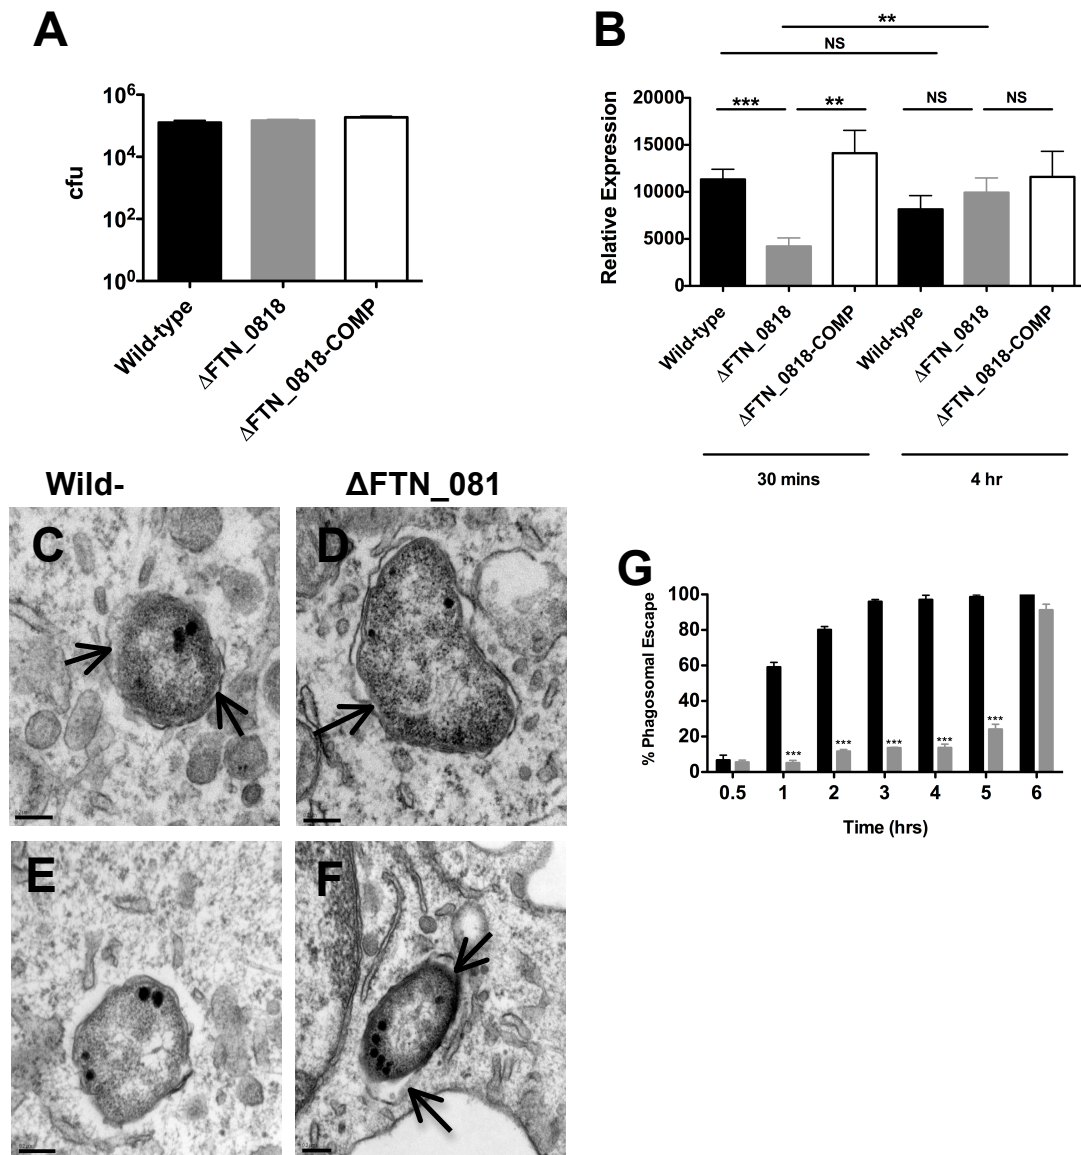 A
B
**
NS
10⁶
10⁴
10²
10⁰
cfu
Wild-type
ΔFTN_0818
ΔFTN_0818-COMP
20000
15000
10000
5000
0
Relative Expression
***
**
NS
NS
Wild-type
ΔFTN_0818
ΔFTN_0818-COMP
Wild-type
ΔFTN_0818
ΔFTN_0818-COMP
30 mins
4 hr
Wild-
ΔFTN_081
C
D
E
F
G
100
80
60
40
20
0
% Phagosomal Escape
***
***
***
***
***
0.5 1 2 3 4 5 6
Time (hrs)